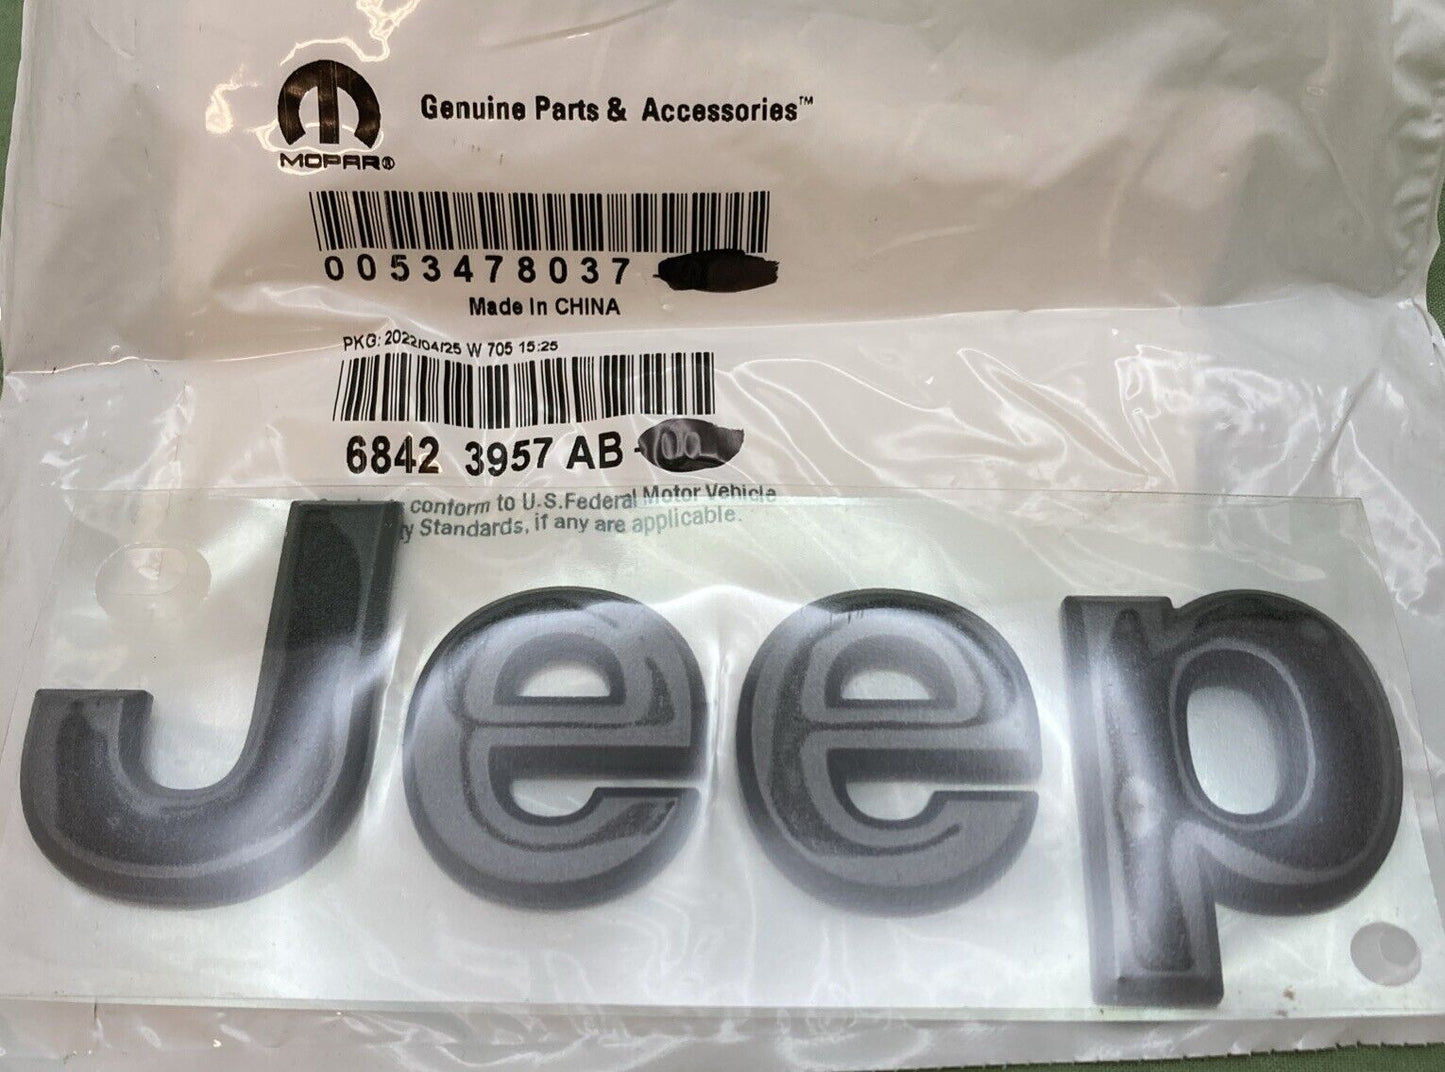 MOPAR®
Genuine Parts & Accessories™
0053478037
Made In CHINA
PKG: 2022/04/25 W 705 15:25
6842 3957 AB -
conform to U.S.Federal Motor Vehicle
Standards, if any are applicable.
Jeep